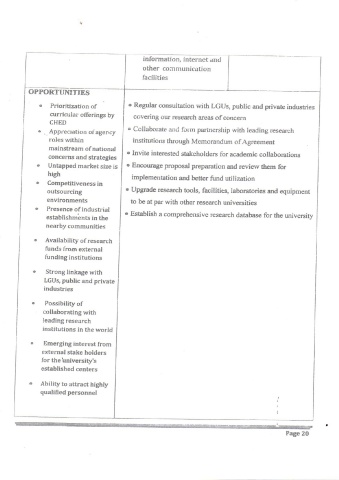 information, internet and
other communication
facilities
OPPORTUNITIES
• Prioritization of
curricular offerings by
CHED
• Appreciation of agency
roles within
mainstream of national
concerns and strategies
• Untapped market size is
high
• Competitiveness in
outsourcing
environments
• Presence of industrial
establishments in the
nearby communities
• Availability of research
funds from external
funding institutions
• Strong linkage with
LGUs, public and private
industries
• Possibility of
collaborating with
leading research
institutions in the world
• Emerging interest from
external stake holders
for the university's
established centers
• Ability to attract highly
qualified personnel
• Regular consultation with LGUs, public and private industries
covering our research areas of concern
• Collaborate and form partnership with leading research
institutions through Memorandum of Agreement
• Invite interested stakeholders for academic collaborations
• Encourage proposal preparation and review them for
implementation and better fund utilization
• Upgrade research tools, facilities, laboratories and equipment
to be at par with other research universities
• Establish a comprehensive research database for the university
Page 20